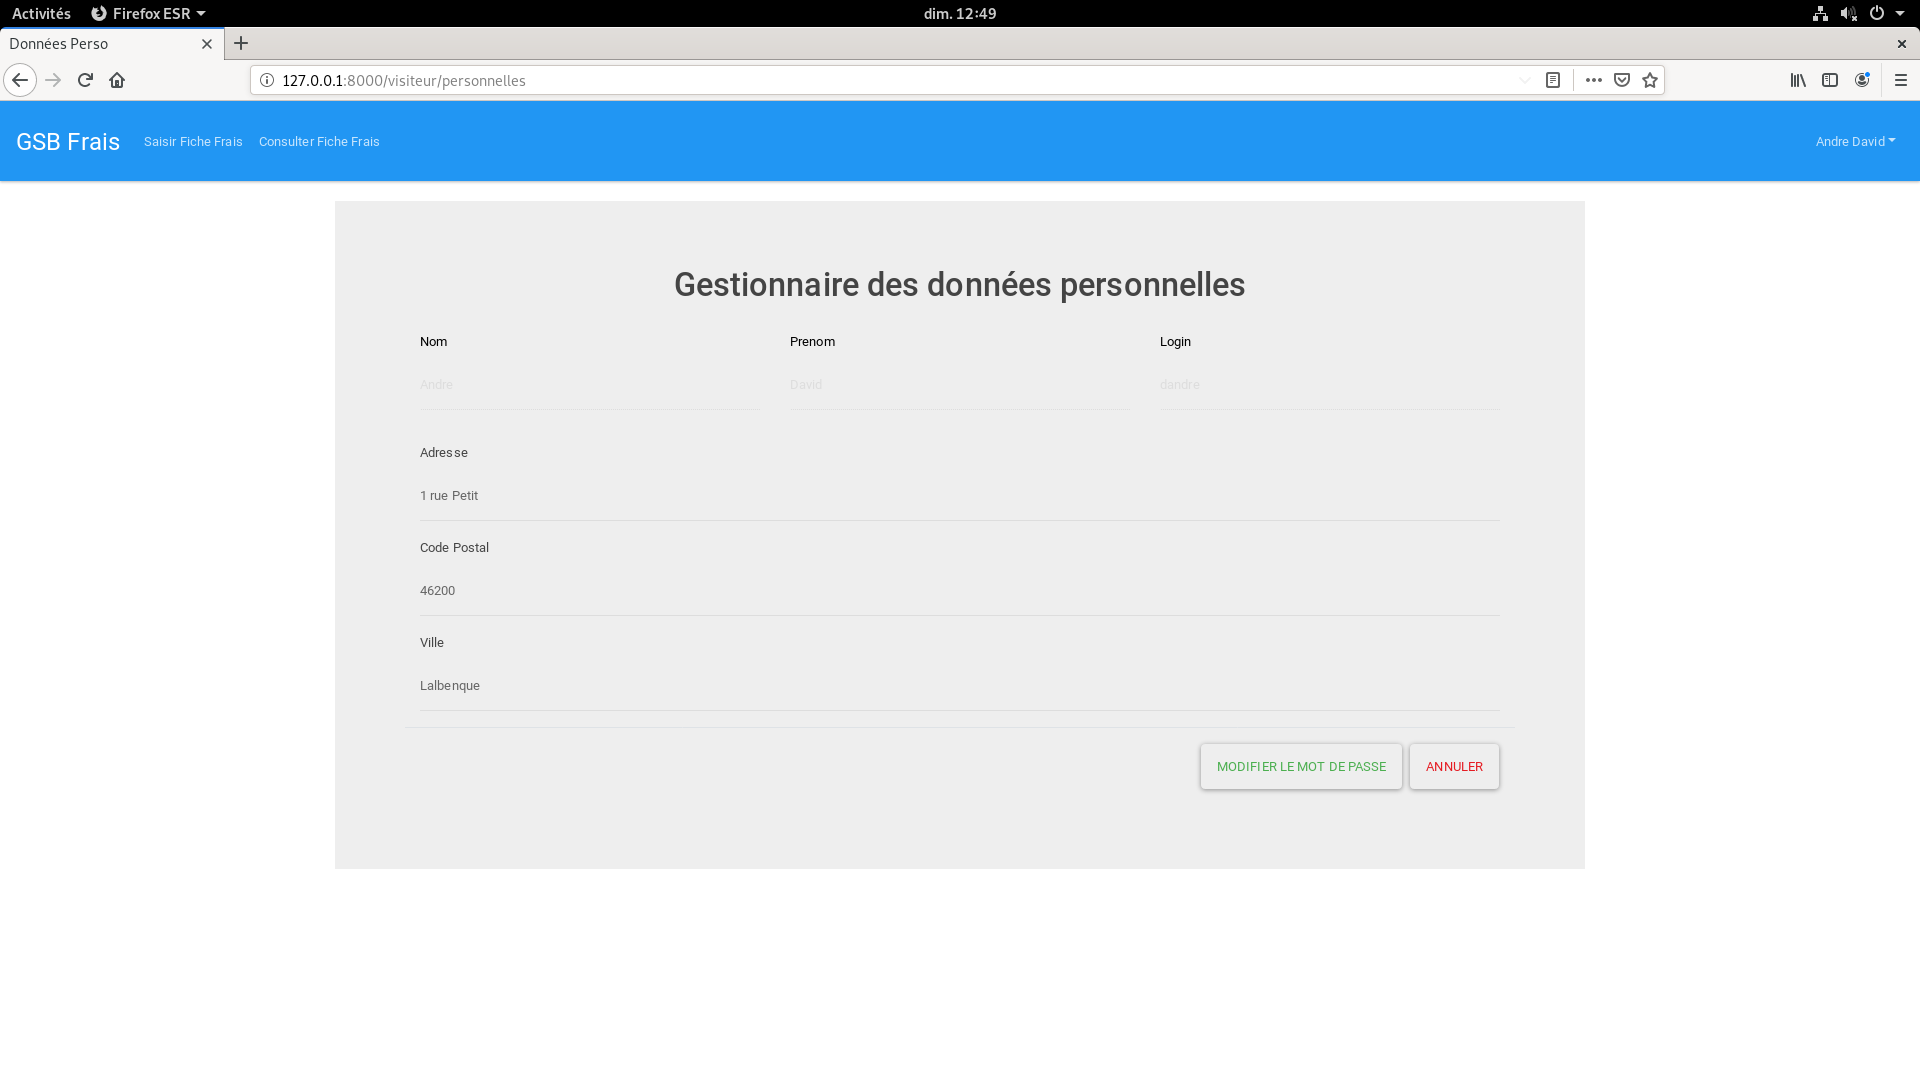 Activités Firefox ESR dim. 12:49
Données Perso
127.0.0.1:8000/visiteur/personnelles
GSB Frais Saisir Fiche Frais Consulter Fiche Frais Andre David
Gestionnaire des données personnelles
Nom Prenom Login
Andre David dandre
Adresse
1 rue Petit
Code Postal
46200
Ville
Lalbenque
MODIFIER LE MOT DE PASSE ANNULER